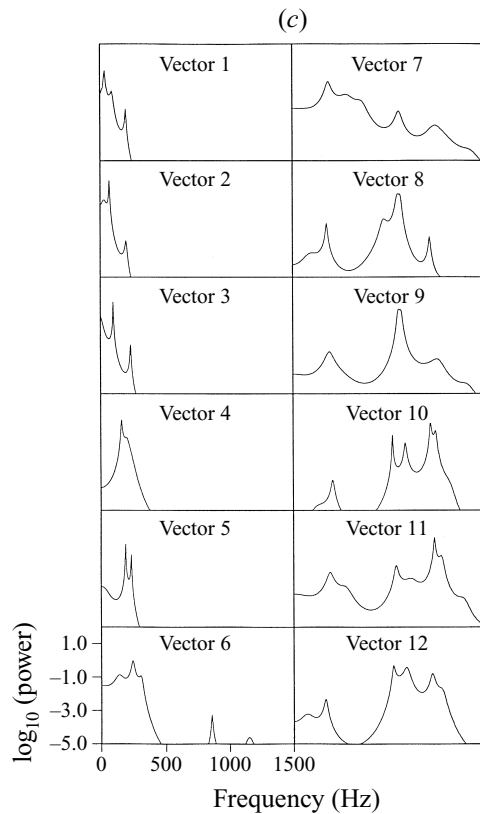 (c)
Vector 1 Vector 7
Vector 2 Vector 8
Vector 3 Vector 9
Vector 4 Vector 10
Vector 5 Vector 11
Vector 6 Vector 12
1.0
–1.0
–3.0
–5.0
log10 (power)
0 500 1000 1500
Frequency (Hz)